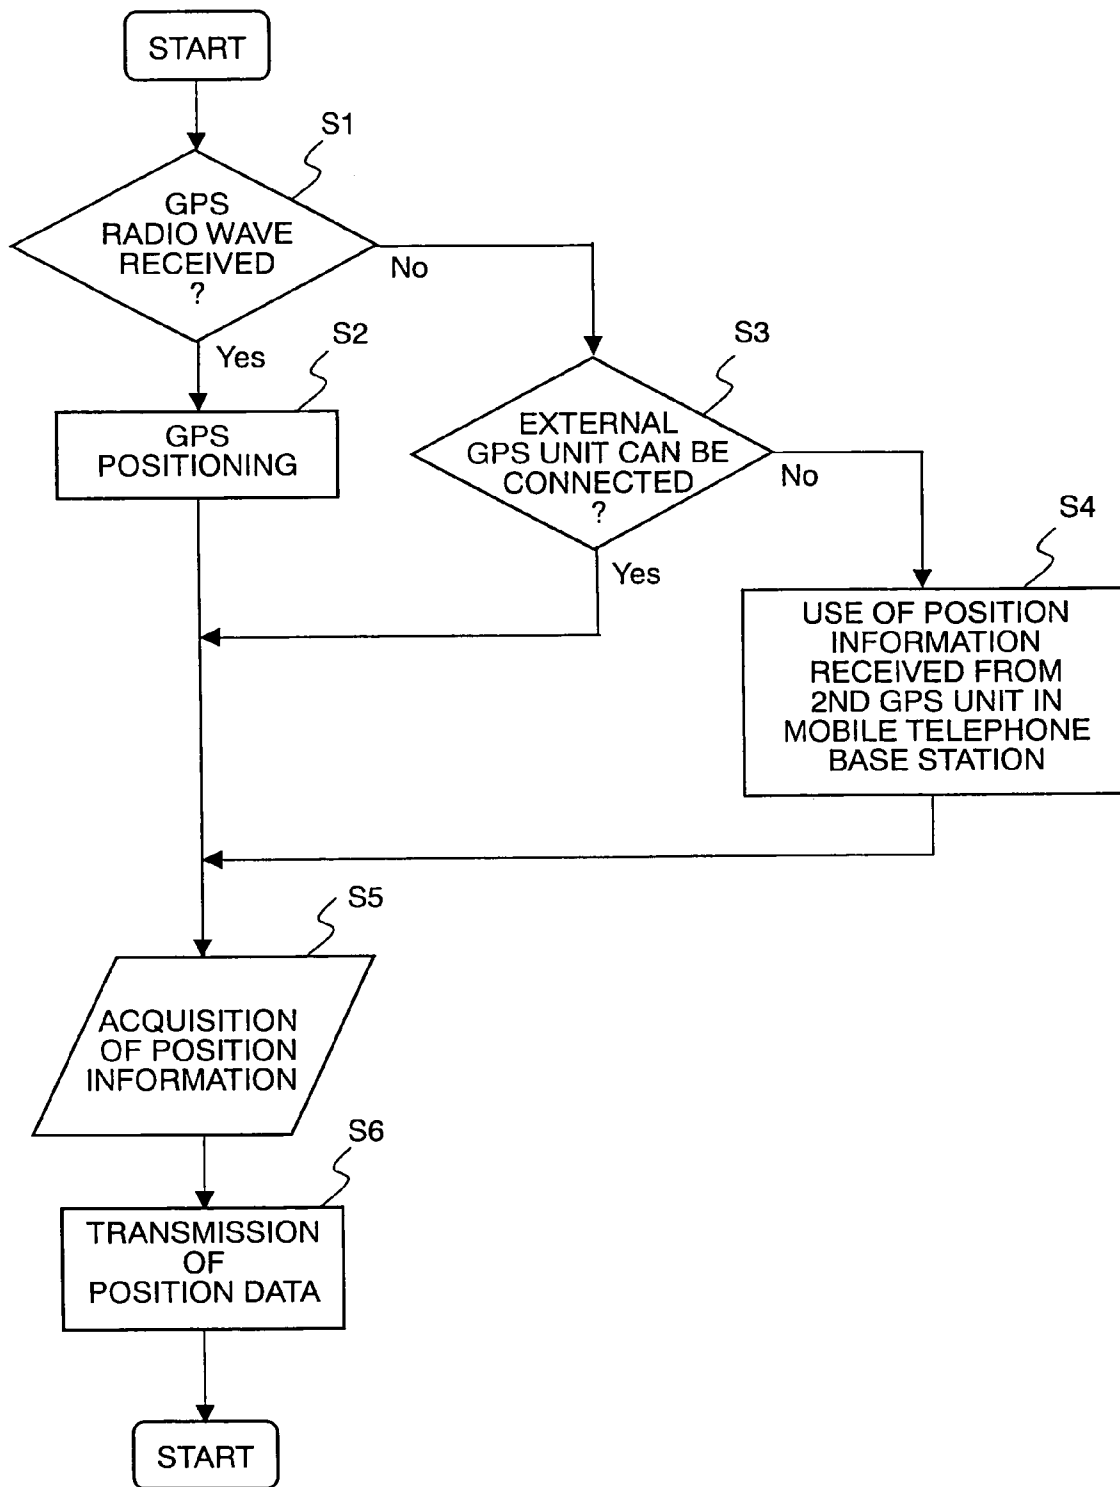 START
S1
GPS
RADIO WAVE
RECEIVED
?
No
Yes
S2
GPS
POSITIONING
S3
EXTERNAL
GPS UNIT CAN BE
CONNECTED
?
No
Yes
S4
USE OF POSITION
INFORMATION
RECEIVED FROM
2ND GPS UNIT IN
MOBILE TELEPHONE
BASE STATION
S5
ACQUISITION
OF POSITION
INFORMATION
S6
TRANSMISSION
OF
POSITION DATA
START